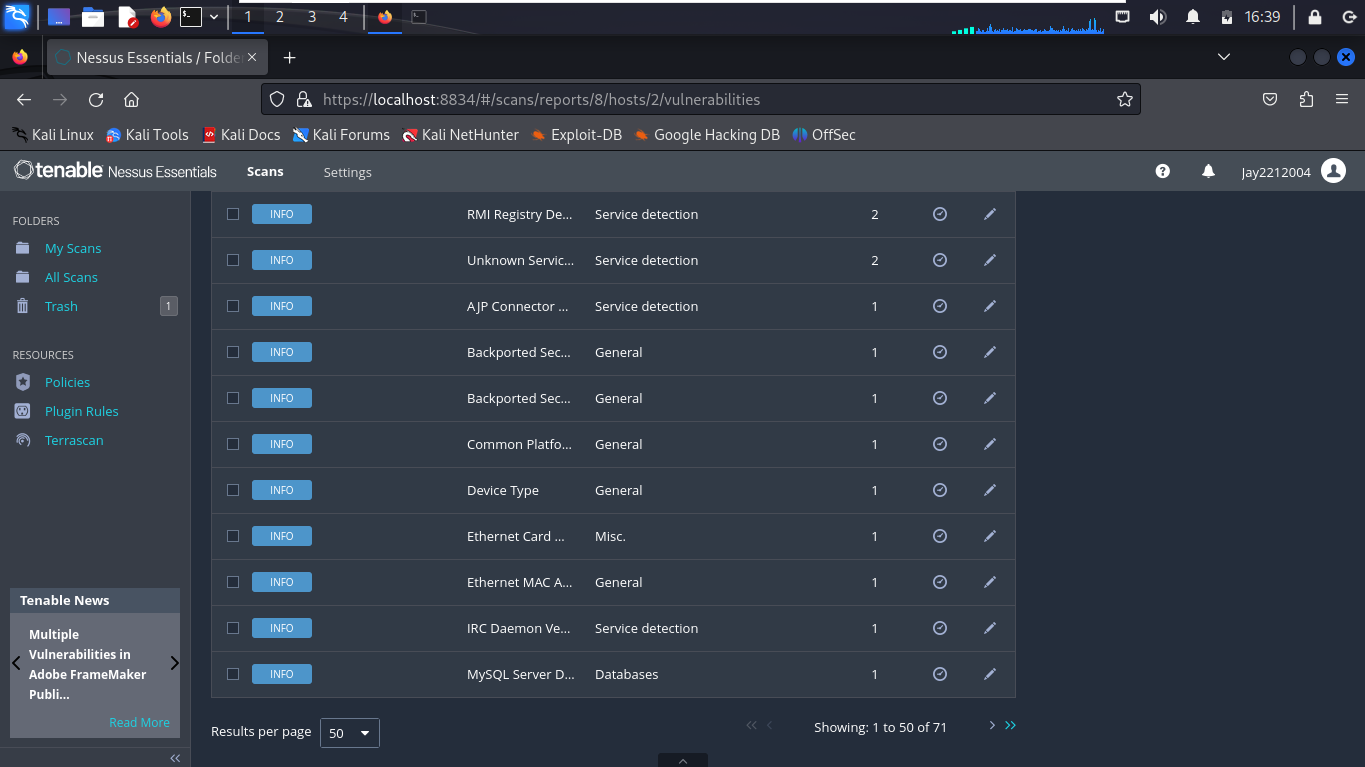 1 2 3 4 16:39
Nessus Essentials / Folde
https://localhost:8834/#/scans/reports/8/hosts/2/vulnerabilities
Kali Linux Kali Tools Kali Docs Kali Forums Kali NetHunter Exploit-DB Google Hacking DB OffSec
tenable Nessus Essentials Scans Settings Jay2212004
FOLDERS
My Scans
All Scans
Trash 1
RESOURCES
Policies
Plugin Rules
Terrascan
Tenable News
Multiple
Vulnerabilities in
Adobe FrameMaker
Publi...
Read More
INFO RMI Registry De... Service detection 2
INFO Unknown Servic... Service detection 2
INFO AJP Connector ... Service detection 1
INFO Backported Sec... General 1
INFO Backported Sec... General 1
INFO Common Platfo... General 1
INFO Device Type General 1
INFO Ethernet Card ... Misc. 1
INFO Ethernet MAC A... General 1
INFO IRC Daemon Ve... Service detection 1
INFO MySQL Server D... Databases 1
Results per page 50 Showing: 1 to 50 of 71